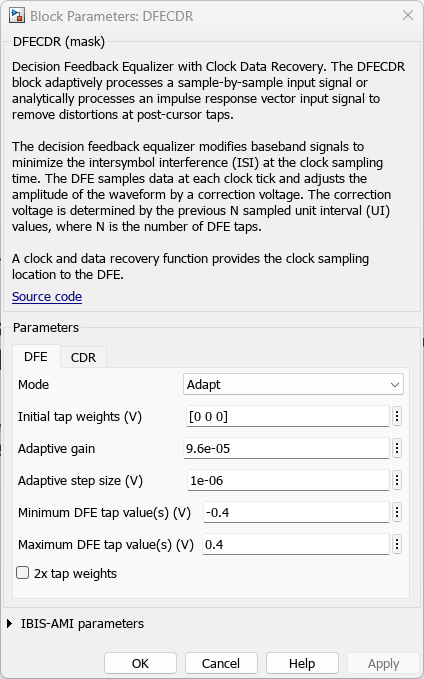 Block Parameters: DFECDR
DFECDR (mask)
Decision Feedback Equalizer with Clock Data Recovery. The DFECDR
block adaptively processes a sample-by-sample input signal or
analytically processes an impulse response vector input signal to
remove distortions at post-cursor taps.
The decision feedback equalizer modifies baseband signals to
minimize the intersymbol interference (ISI) at the clock sampling
time. The DFE samples data at each clock tick and adjusts the
amplitude of the waveform by a correction voltage. The correction
voltage is determined by the previous N sampled unit interval (UI)
values, where N is the number of DFE taps.
A clock and data recovery function provides the clock sampling
location to the DFE.
Source code
Parameters
DFE CDR
Mode Adapt
Initial tap weights (V) [0 0 0]
Adaptive gain 9.6e-05
Adaptive step size (V) 1e-06
Minimum DFE tap value(s) (V) -0.4
Maximum DFE tap value(s) (V) 0.4
2x tap weights
IBIS-AMI parameters
OK Cancel Help Apply